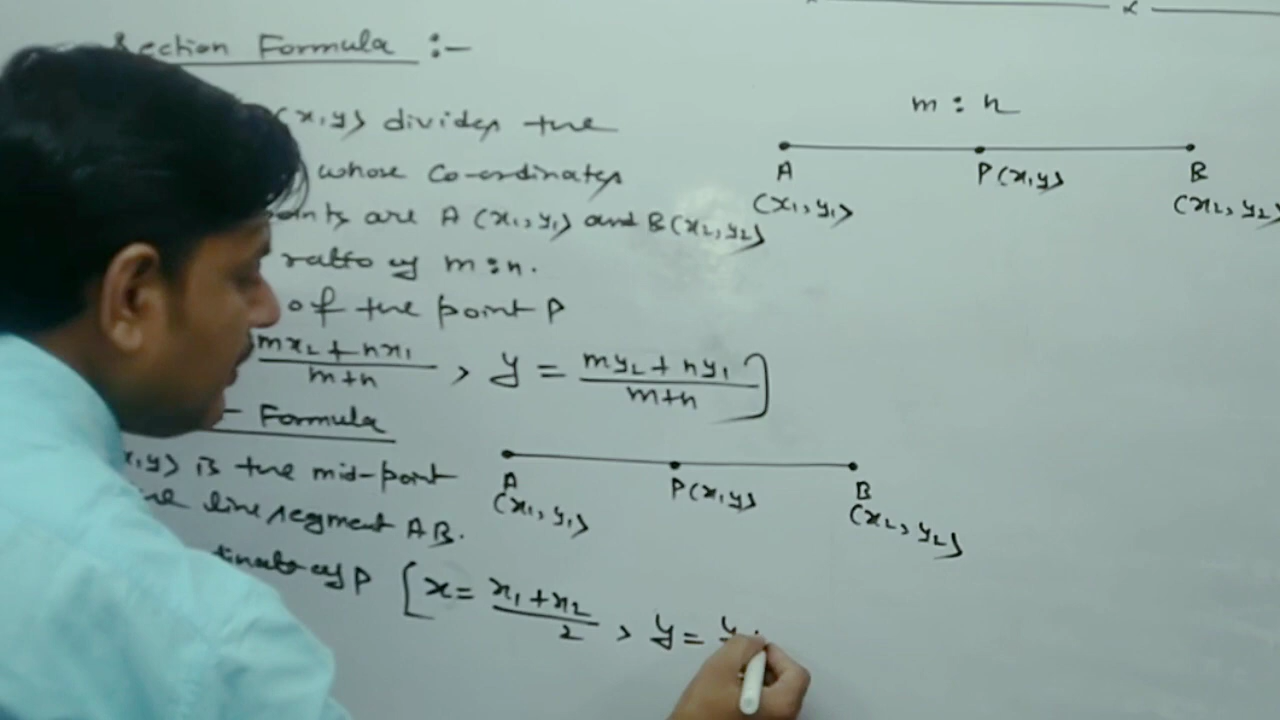 Section Formula :-
(x,y) divides the
whose Co-ordinates
points are A (x₁, y₁) and B(x₂, y₂)
ratio of m:n.
of the point P
mx₂ + nx₁ / m+n , y = my₂ + ny₁ / m+n ]
- Formula
x,y) is the mid-point
line segment AB.
of P [ x = x₁ + x₂ / 2 , y = y
m : n
A P(x,y) B
(x₁, y₁) (x₂, y₂)
A P(x,y) B
(x₁, y₁) (x₂, y₂)